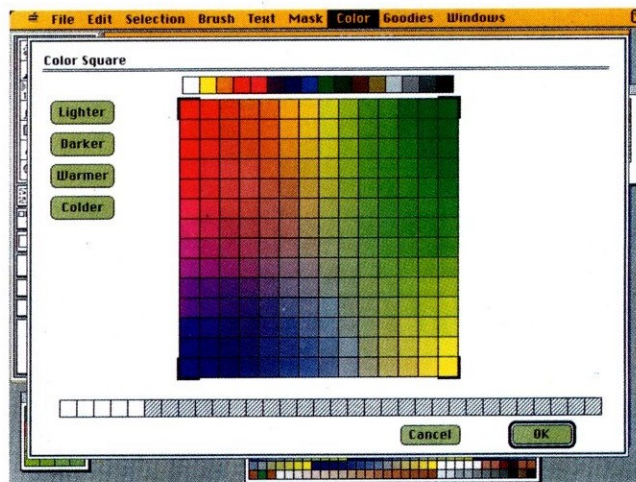 File Edit Selection Brush Text Mask Color Goodies Windows
Color Square
Lighter
Darker
Warmer
Colder
Cancel
OK